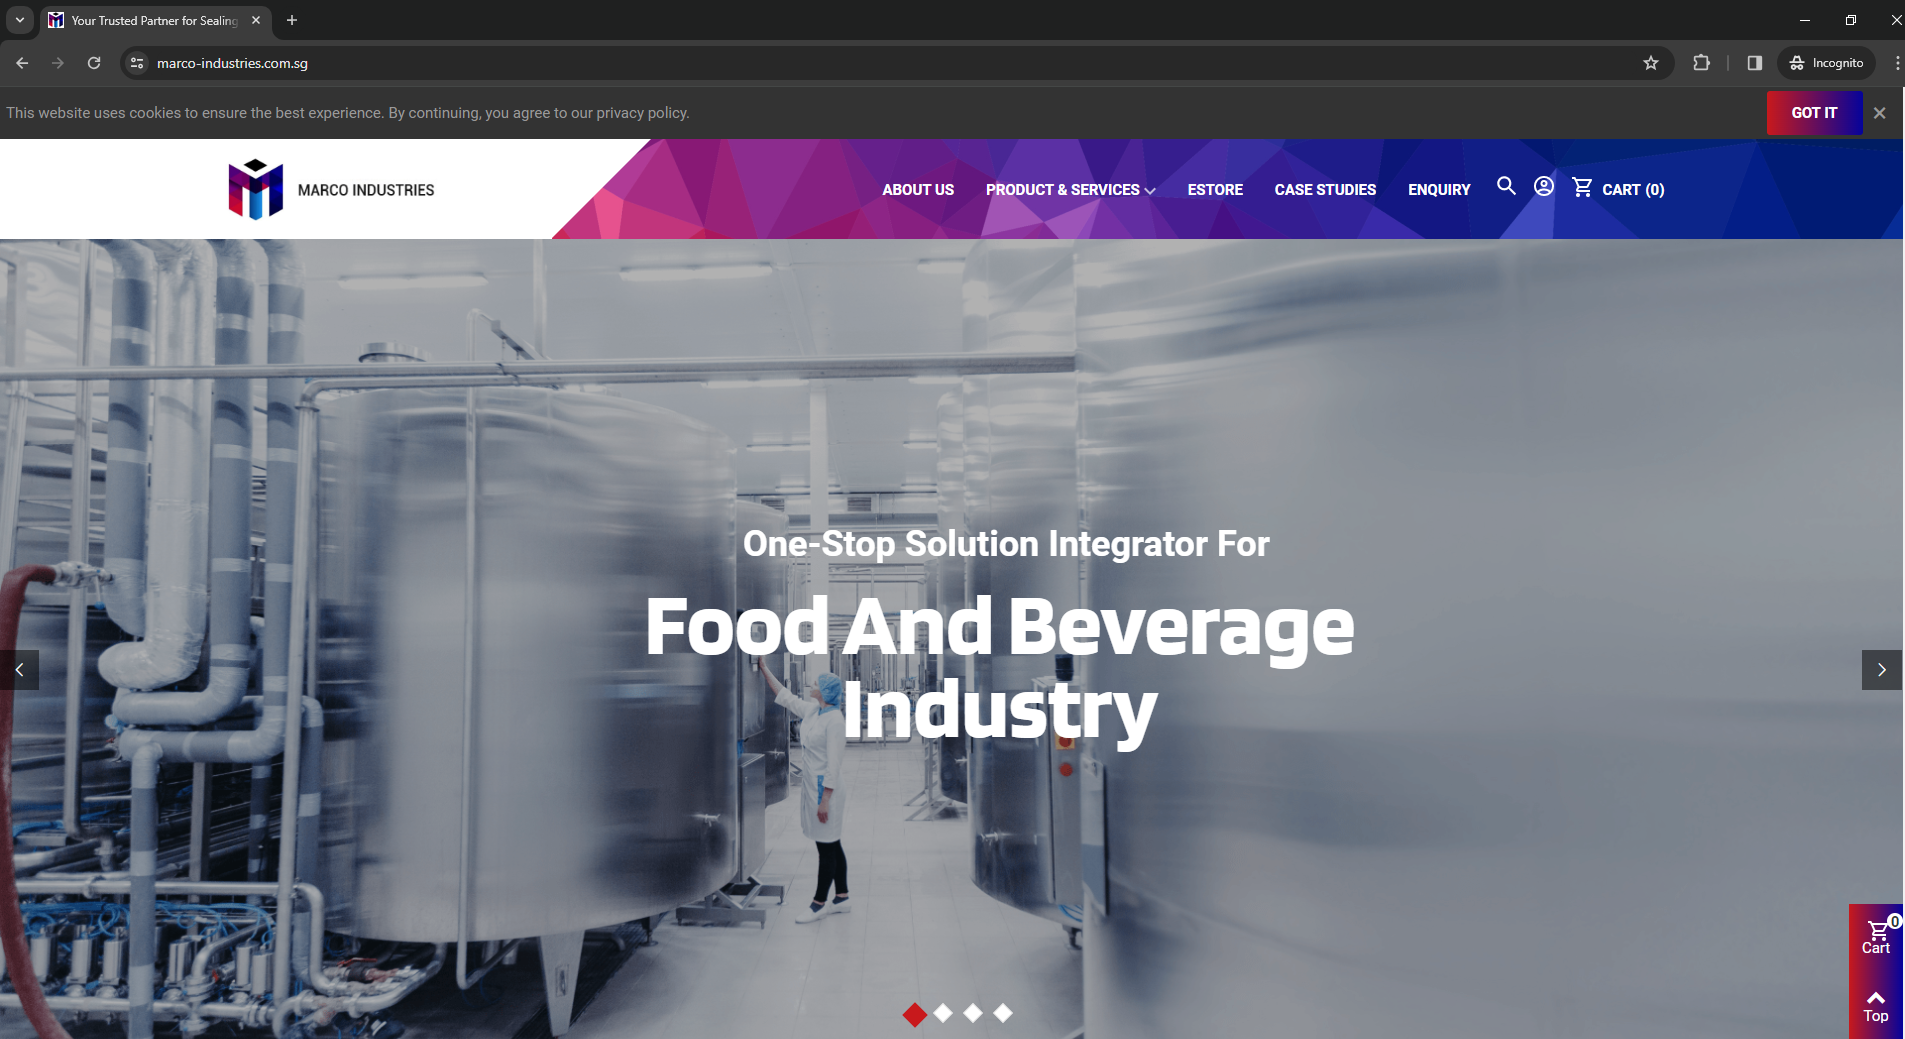 Your Trusted Partner for Sealing
marco-industries.com.sg
Incognito
This website uses cookies to ensure the best experience. By continuing, you agree to our privacy policy.
GOT IT
MARCO INDUSTRIES
ABOUT US
PRODUCT & SERVICES
ESTORE
CASE STUDIES
ENQUIRY
CART (0)
One-Stop Solution Integrator For
Food And Beverage
Industry
0
Cart
Top